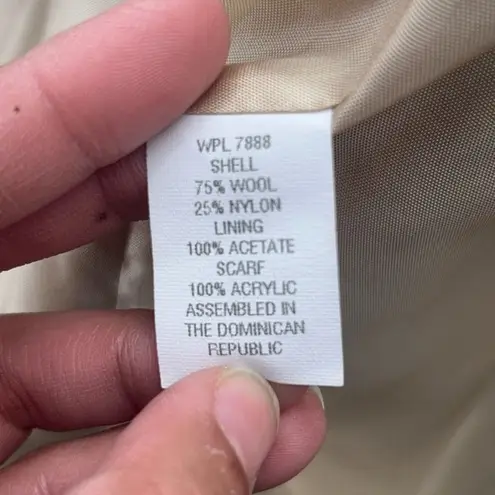 WPL 7888
SHELL
75% WOOL
25% NYLON
LINING
100% ACETATE
SCARF
100% ACRYLIC
ASSEMBLED IN
THE DOMINICAN
REPUBLIC